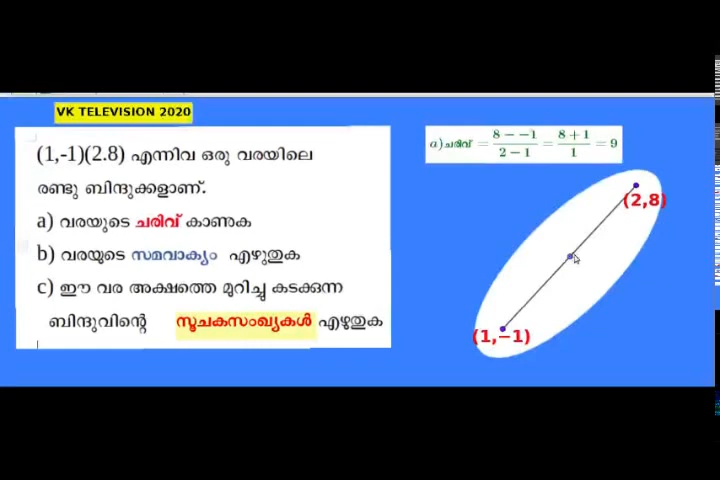 VK TELEVISION 2020
(1,-1)(2.8) എന്നിവ ഒരു വരയിലെ
രണ്ടു ബിന്ദുക്കളാണ്.
a) വരയുടെ ചരിവ് കാണുക
b) വരയുടെ സമവാക്യം എഴുതുക
c) ഈ വര അക്ഷത്തെ മുറിച്ചു കടക്കുന്ന
ബിന്ദുവിന്റെ സൂചകസംഖ്യകൾ എഴുതുക
a) ചരിവ് = (8 − −1)/(2 − 1) = (8 + 1)/1 = 9
(2,8)
(1,−1)